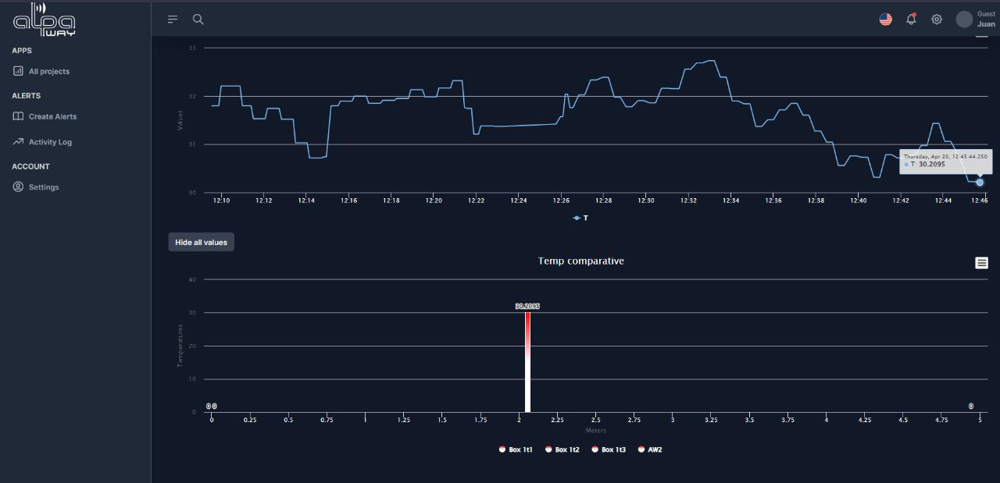 alpa
WAY
Guest
Juan
APPS
All projects
ALERTS
Create Alerts
Activity Log
ACCOUNT
Settings
33
32
31
30
Values
Thursday, Apr 20, 12:45:44.250
T: 30.2095
12:10 12:12 12:14 12:16 12:18 12:20 12:22 12:24 12:26 12:28 12:30 12:32 12:34 12:36 12:38 12:40 12:42 12:44 12:46
T
Hide all values
Temp comparative
40
30
20
10
0
Temperatures
30.2095
0 0
0
0 0.25 0.5 0.75 1 1.25 1.5 1.75 2 2.25 2.5 2.75 3 3.25 3.5 3.75 4 4.25 4.5 4.75 5
Meters
Box 1t1 Box 1t2 Box 1t3 AW2